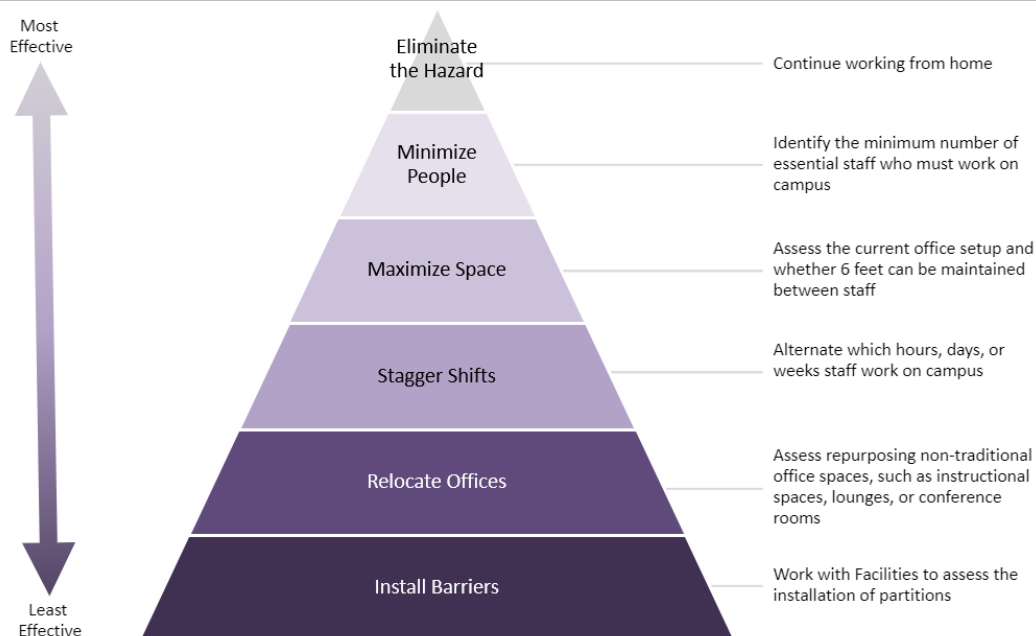 Most
Effective
Eliminate
the Hazard
Continue working from home
Minimize
People
Identify the minimum number of
essential staff who must work on
campus
Maximize Space
Assess the current office setup and
whether 6 feet can be maintained
between staff
Stagger Shifts
Alternate which hours, days, or
weeks staff work on campus
Relocate Offices
Assess repurposing non-traditional
office spaces, such as instructional
spaces, lounges, or conference
rooms
Install Barriers
Work with Facilities to assess the
installation of partitions
Least
Effective